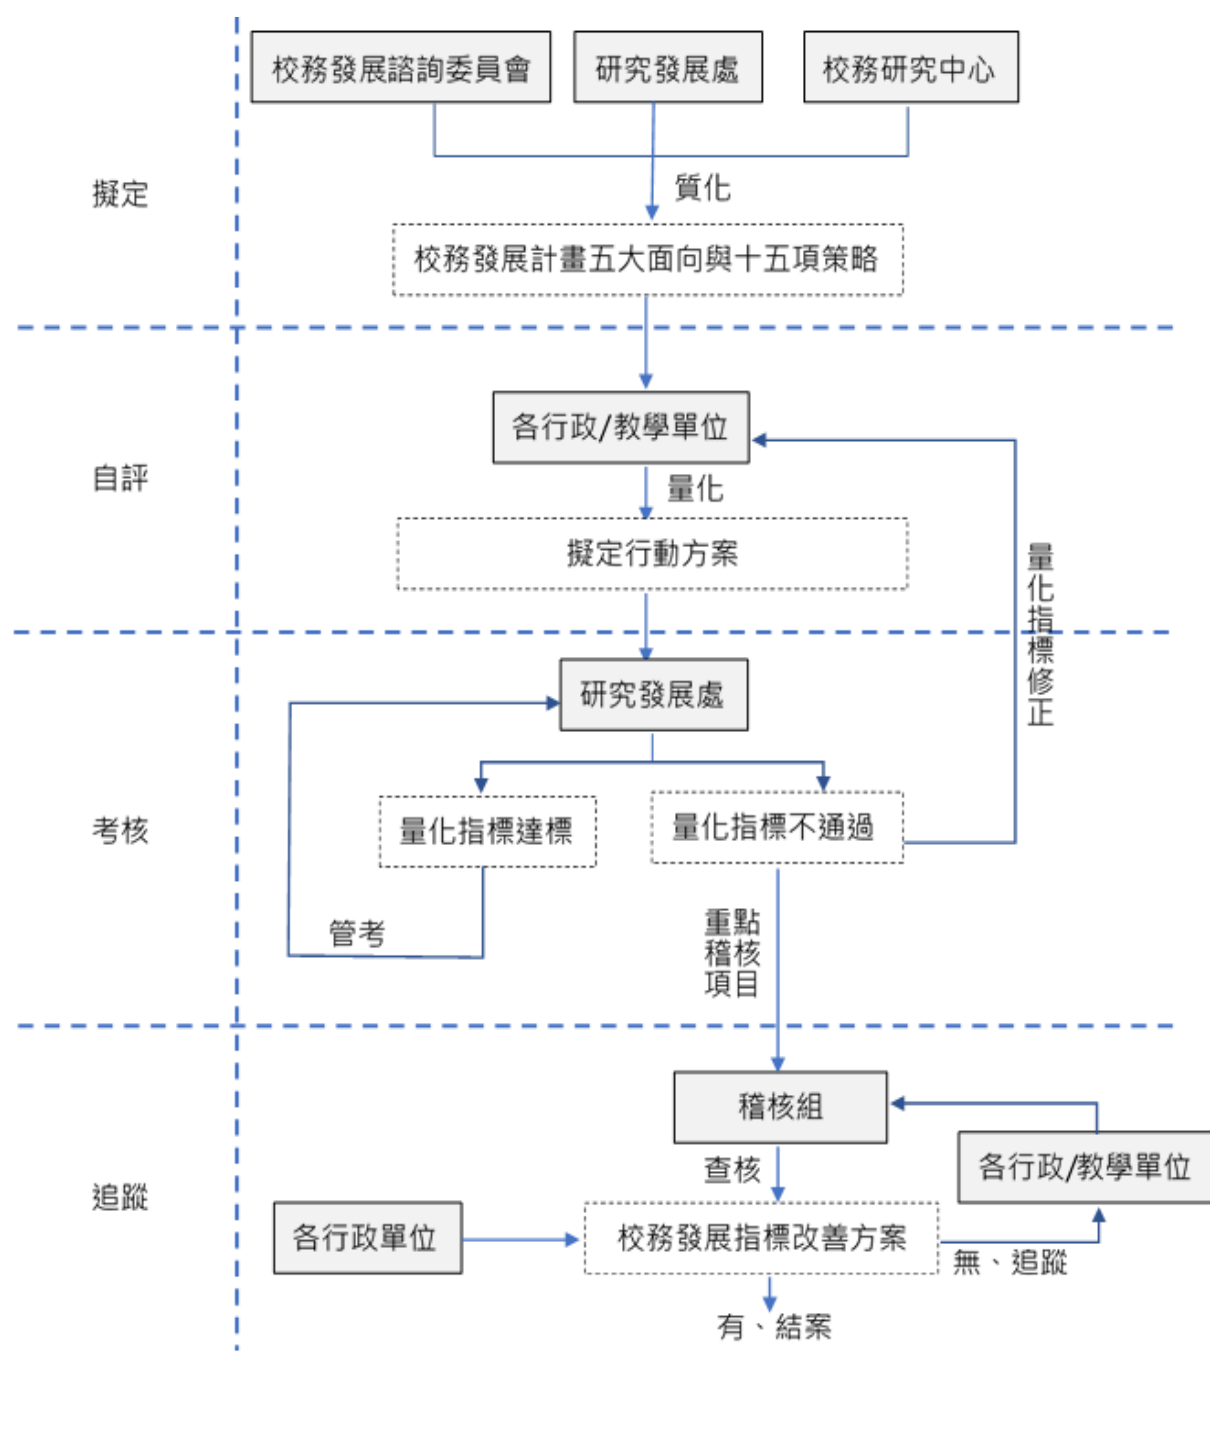 校務發展諮詢委員會
研究發展處
校務研究中心
擬定
質化
校務發展計畫五大面向與十五項策略
各行政/教學單位
自評
量化
擬定行動方案
量化指標修正
研究發展處
考核
量化指標達標
量化指標不通過
管考
重點
稽核
項目
稽核組
各行政/教學單位
查核
追蹤
各行政單位
校務發展指標改善方案
無、追蹤
有、結案